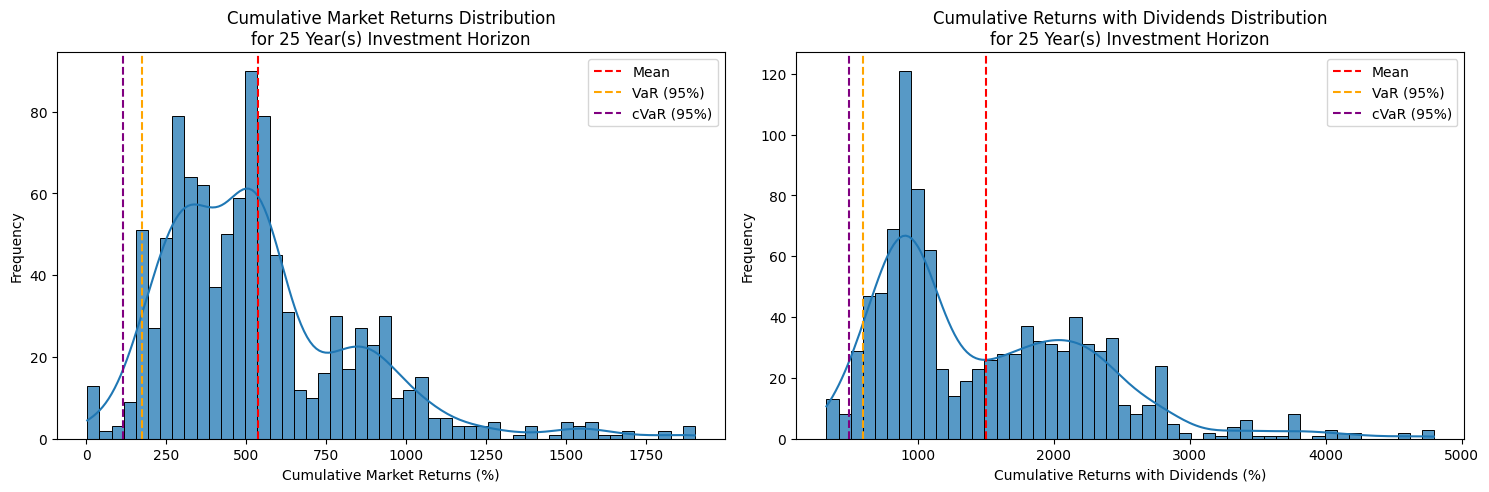 Cumulative Market Returns Distribution
for 25 Year(s) Investment Horizon
Mean
VaR (95%)
cVaR (95%)
Frequency
80
60
40
20
0
0 250 500 750 1000 1250 1500 1750
Cumulative Market Returns (%)
Cumulative Returns with Dividends Distribution
for 25 Year(s) Investment Horizon
Mean
VaR (95%)
cVaR (95%)
Frequency
120
100
80
60
40
20
0
1000 2000 3000 4000 5000
Cumulative Returns with Dividends (%)